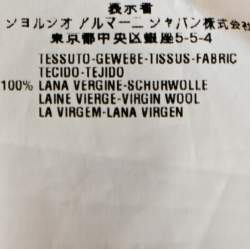 表示者
ジョルジオ アルマーニ ジャパン株式会
東京都中央区銀座5-5-4
TESSUTO-GEWEBE-TISSUS-FABRIC
TECIDO-TEJIDO
100% LANA VERGINE-SCHURWOLLE
LAINE VIERGE-VIRGIN WOOL
LA VIRGEM-LANA VIRGEN